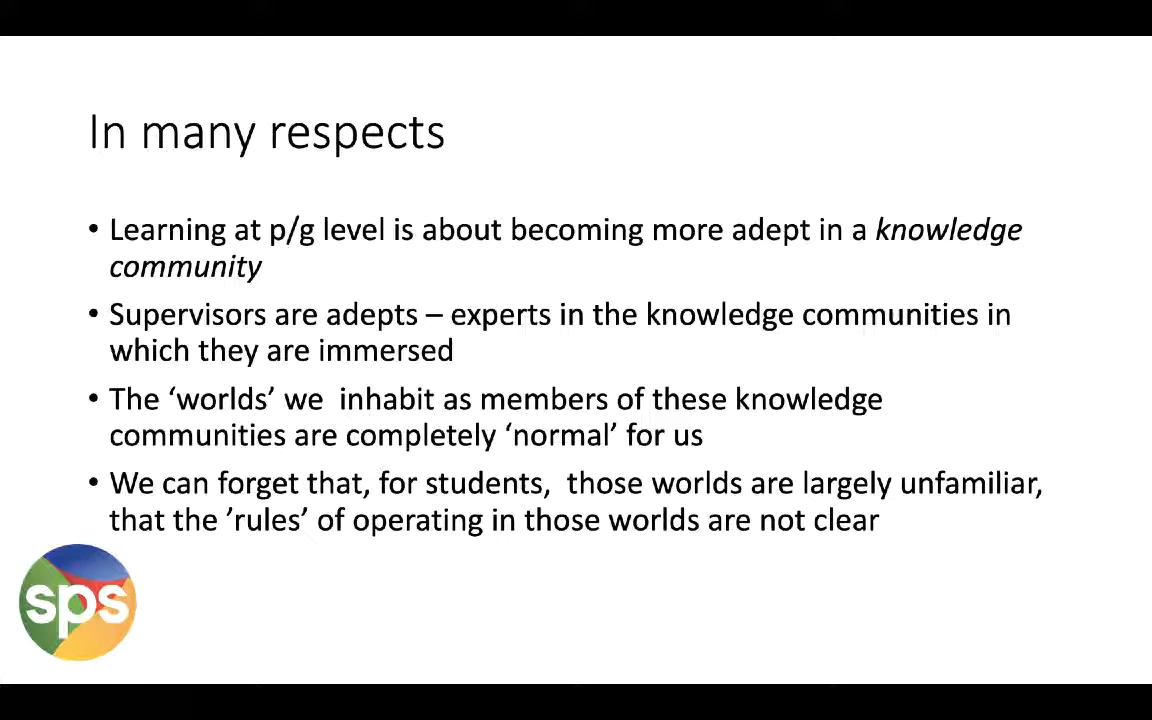 In many respects
• Learning at p/g level is about becoming more adept in a knowledge
community
• Supervisors are adepts – experts in the knowledge communities in
which they are immersed
• The ‘worlds’ we  inhabit as members of these knowledge
communities are completely ‘normal’ for us
• We can forget that, for students,  those worlds are largely unfamiliar,
that the ’rules’ of operating in those worlds are not clear
sps